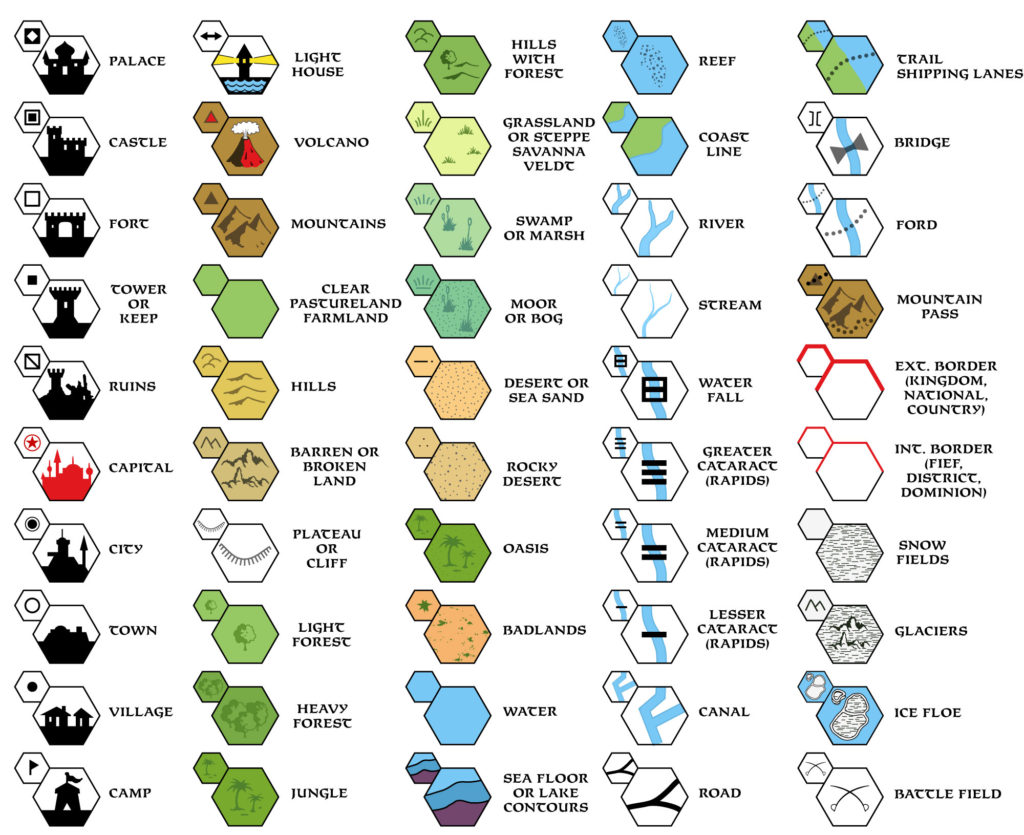 PALACE
CASTLE
FORT
TOWER
OR
KEEP
RUINS
CAPITAL
CITY
TOWN
VILLAGE
CAMP
LIGHT
HOUSE
VOLCANO
MOUNTAINS
CLEAR
PASTURELAND
FARMLAND
HILLS
BARREN OR
BROKEN
LAND
PLATEAU
OR
CLIFF
LIGHT
FOREST
HEAVY
FOREST
JUNGLE
HILLS
WITH
FOREST
GRASSLAND
OR STEPPE
SAVANNA
VELDT
SWAMP
OR MARSH
MOOR
OR BOG
DESERT OR
SEA SAND
ROCKY
DESERT
OASIS
BADLANDS
WATER
SEA FLOOR
OR LAKE
CONTOURS
REEF
COAST
LINE
RIVER
STREAM
WATER
FALL
GREATER
CATARACT
(RAPIDS)
MEDIUM
CATARACT
(RAPIDS)
LESSER
CATARACT
(RAPIDS)
CANAL
ROAD
TRAIL
SHIPPING LANES
BRIDGE
FORD
MOUNTAIN
PASS
EXT. BORDER
(KINGDOM,
NATIONAL,
COUNTRY)
INT. BORDER
(FIEF,
DISTRICT,
DOMINION)
SNOW
FIELDS
GLACIERS
ICE FLOE
BATTLE FIELD